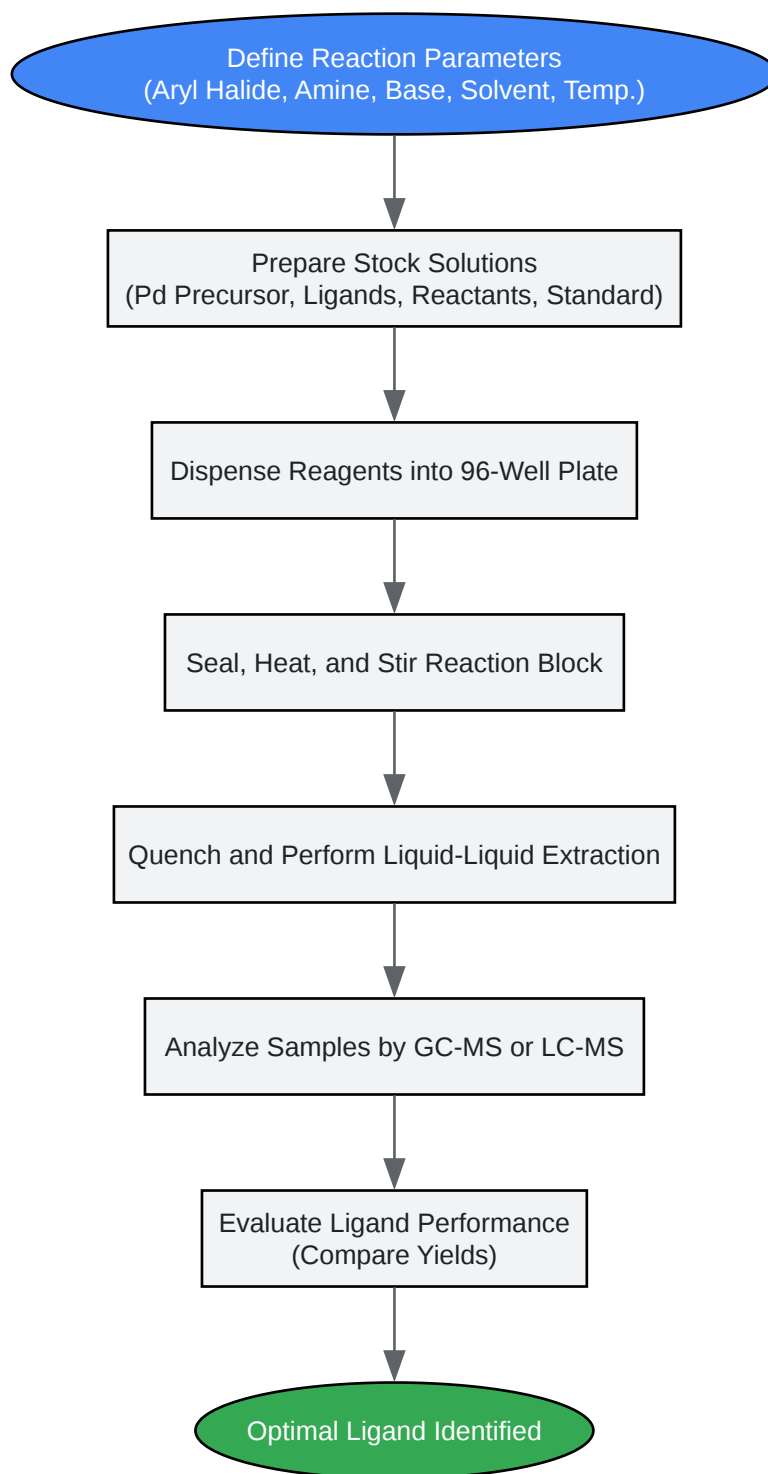 Define Reaction Parameters
(Aryl Halide, Amine, Base, Solvent, Temp.)
Prepare Stock Solutions
(Pd Precursor, Ligands, Reactants, Standard)
Dispense Reagents into 96-Well Plate
Seal, Heat, and Stir Reaction Block
Quench and Perform Liquid-Liquid Extraction
Analyze Samples by GC-MS or LC-MS
Evaluate Ligand Performance
(Compare Yields)
Optimal Ligand Identified